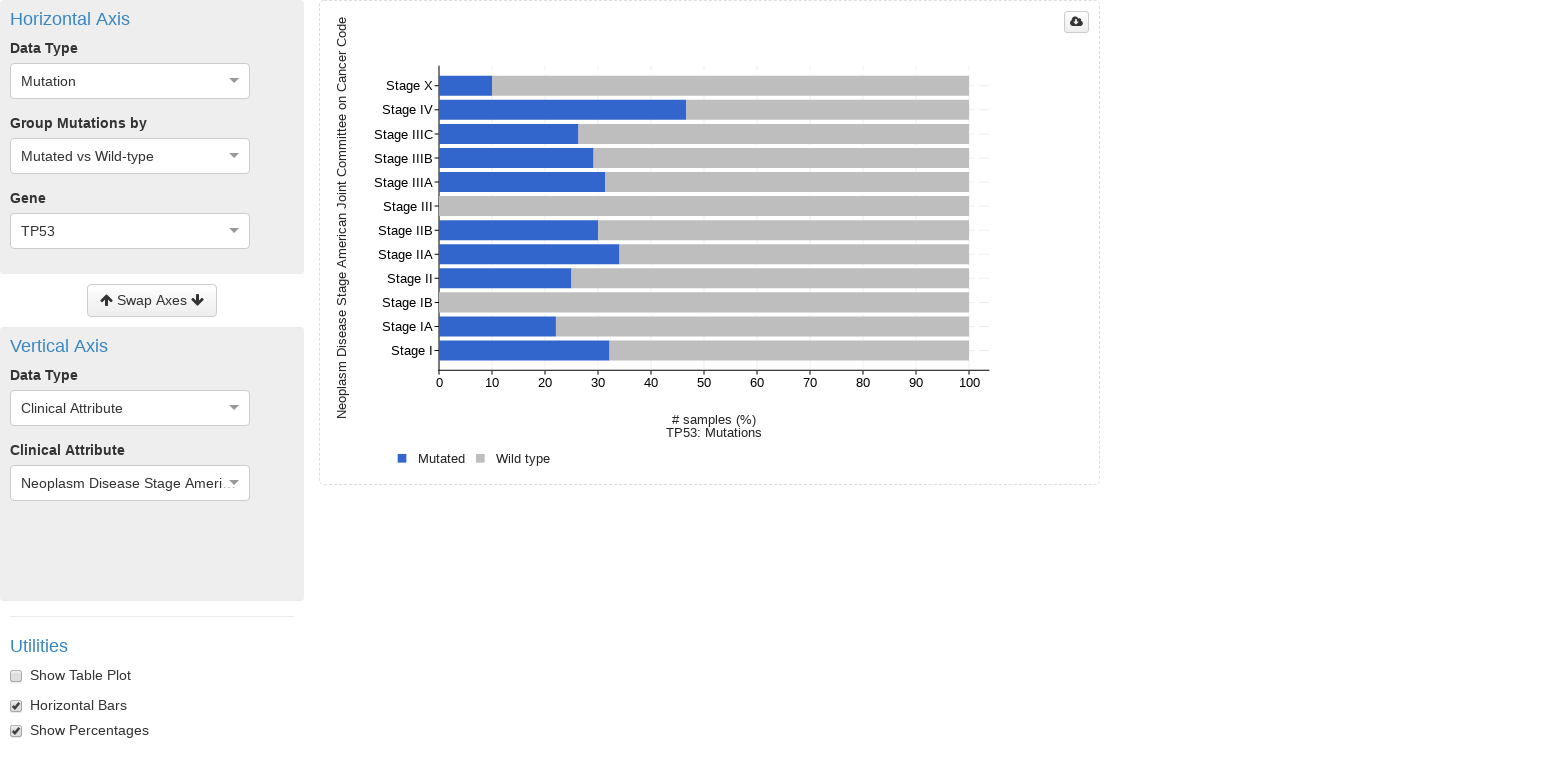 Horizontal Axis
Data Type
Mutation
Group Mutations by
Mutated vs Wild-type
Gene
TP53
Swap Axes
Vertical Axis
Data Type
Clinical Attribute
Clinical Attribute
Neoplasm Disease Stage Ameri...
Utilities
Show Table Plot
Horizontal Bars
Show Percentages
Neoplasm Disease Stage American Joint Committee on Cancer Code
Stage X
Stage IV
Stage IIIC
Stage IIIB
Stage IIIA
Stage III
Stage IIB
Stage IIA
Stage II
Stage IB
Stage IA
Stage I
0 10 20 30 40 50 60 70 80 90 100
# samples (%)
TP53: Mutations
Mutated Wild type